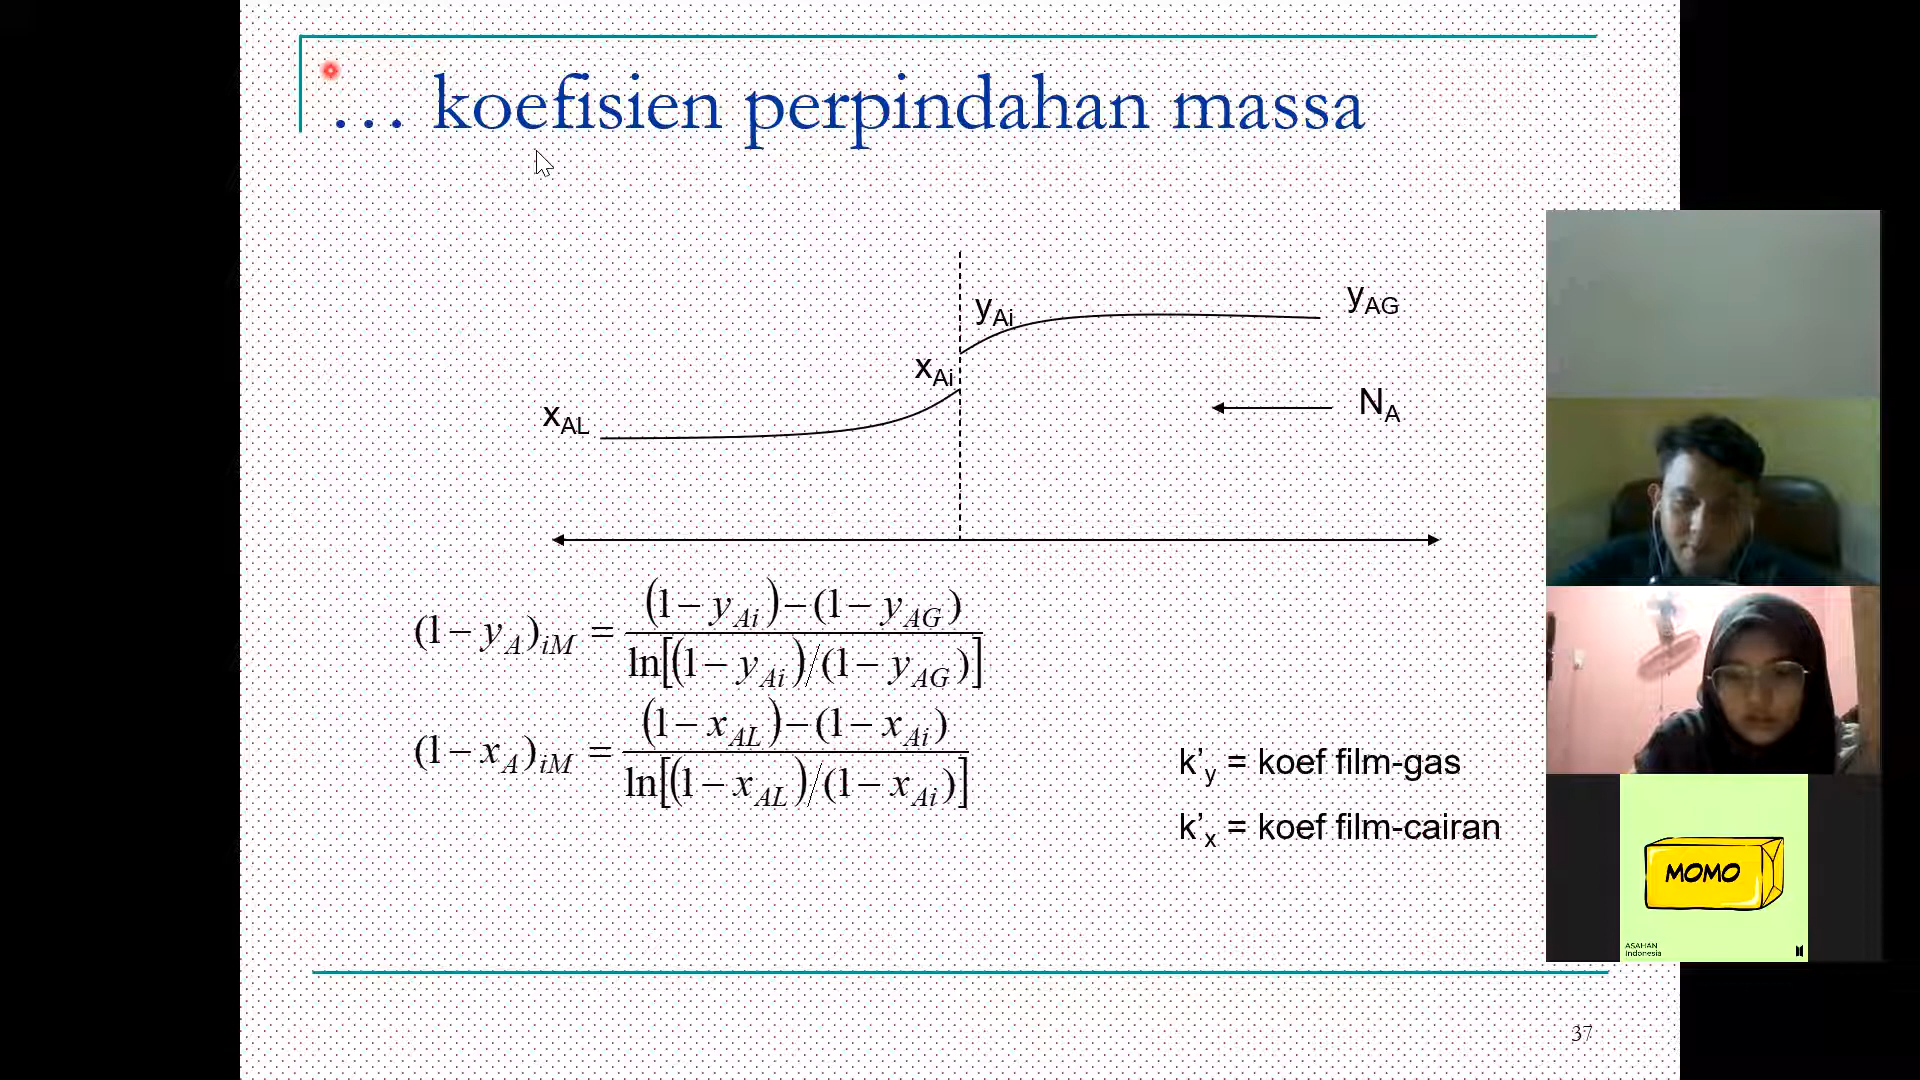 … koefisien perpindahan massa
yAi
yAG
xAi
xAL
NA
(1 − yA)iM = (1 − yAi) − (1 − yAG) / ln[(1 − yAi)/(1 − yAG)]
(1 − xA)iM = (1 − xAL) − (1 − xAi) / ln[(1 − xAL)/(1 − xAi)]
k’y = koef film-gas
k’x = koef film-cairan
MOMO
ASAHAN
Indonesia
37